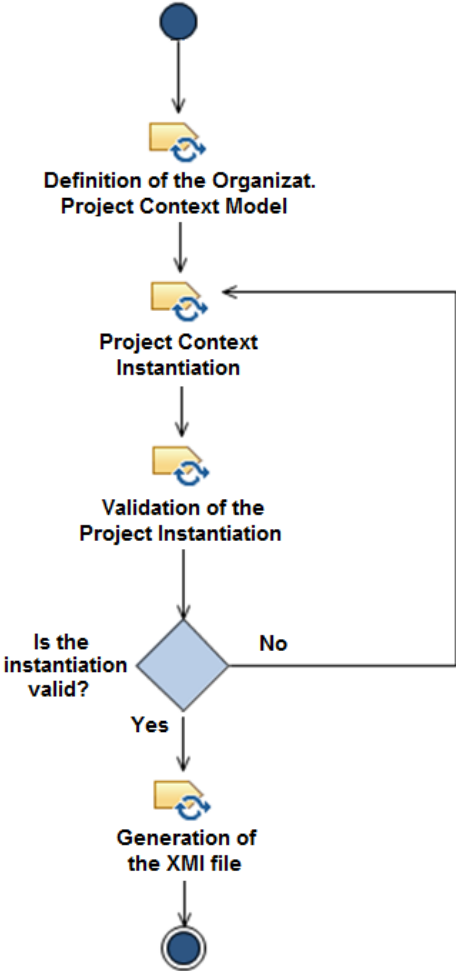 Definition of the Organizat.
Project Context Model
Project Context
Instantiation
Validation of the
Project Instantiation
Is the
instantiation
valid?
No
Yes
Generation of
the XMI file